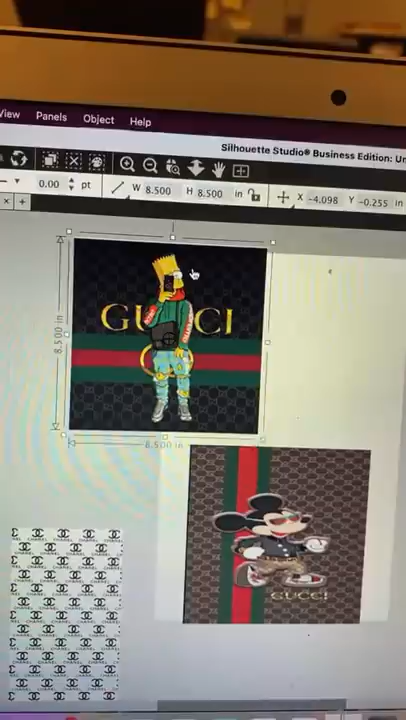 View Panels Object Help
Silhouette Studio® Business Edition: Un
0.00 pt W 8.500 H 8.500 in X -4.098 Y -0.255 in
× +
GUCCI
8.500 in
8.500 in
GUCCI
CHANEL